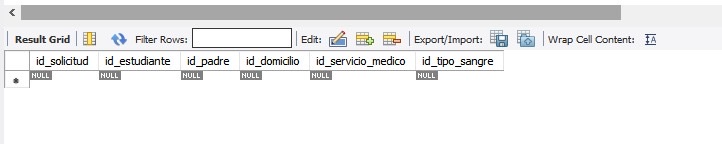 Result Grid Filter Rows: Edit: Export/Import: Wrap Cell Content:
id_solicitud id_estudiante id_padre id_domicilio id_servicio_medico id_tipo_sangre
NULL NULL NULL NULL NULL NULL